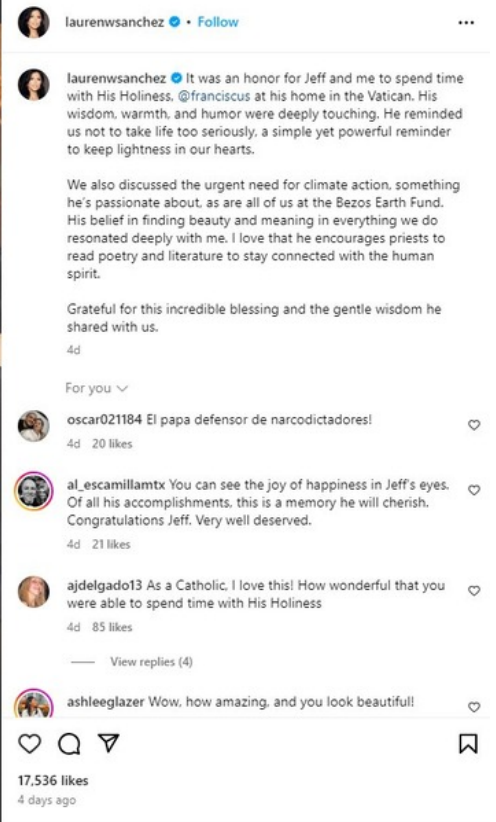 laurenwsanchez • Follow
laurenwsanchez It was an honor for Jeff and me to spend time
with His Holiness, @franciscus at his home in the Vatican. His
wisdom, warmth, and humor were deeply touching. He reminded
us not to take life too seriously, a simple yet powerful reminder
to keep lightness in our hearts.
We also discussed the urgent need for climate action, something
he's passionate about, as are all of us at the Bezos Earth Fund.
His belief in finding beauty and meaning in everything we do
resonated deeply with me. I love that he encourages priests to
read poetry and literature to stay connected with the human
spirit.
Grateful for this incredible blessing and the gentle wisdom he
shared with us.
4d
For you
oscar021184 El papa defensor de narcodictadores!
4d 20 likes
al_escamillamtx You can see the joy of happiness in Jeff's eyes.
Of all his accomplishments, this is a memory he will cherish.
Congratulations Jeff. Very well deserved.
4d 21 likes
ajdelgado13 As a Catholic, I love this! How wonderful that you
were able to spend time with His Holiness
4d 85 likes
View replies (4)
ashleeglazer Wow, how amazing, and you look beautiful!
17,536 likes
4 days ago